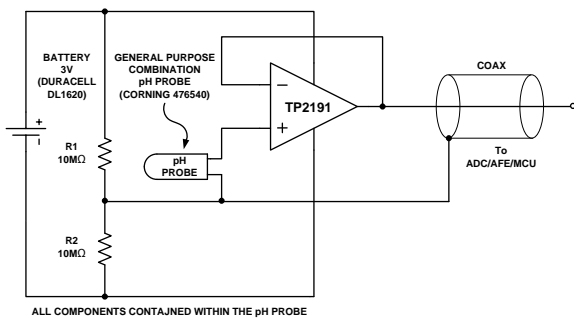 BATTERY
3V
(DURACELL
DL1620)
GENERAL PURPOSE
COMBINATION
pH PROBE
(CORNING 476540)
COAX
TP2191
R1
10MΩ
pH
PROBE
To
ADC/AFE/MCU
R2
10MΩ
ALL COMPONENTS CONTAJNED WITHIN THE pH PROBE